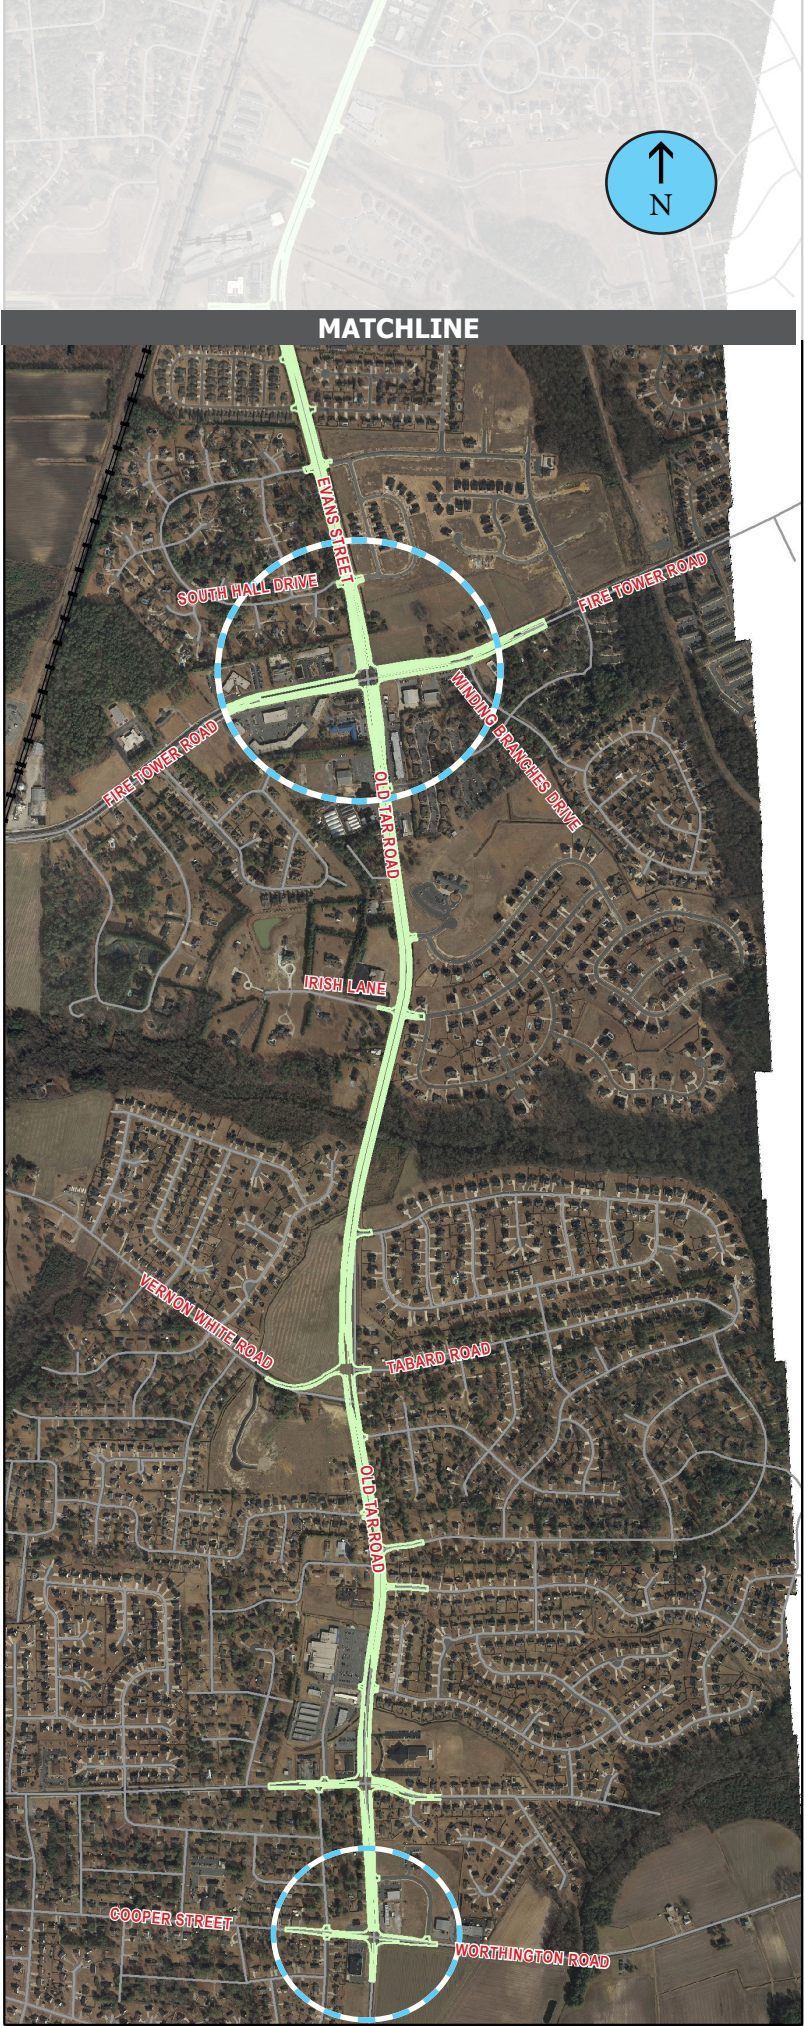 N
MATCHLINE
EVANS STREET
SOUTH HALL DRIVE
FIRE TOWER ROAD
WINDING BRANCHES DRIVE
FIRE TOWER ROAD
OLD TAR ROAD
IRISH LANE
VERNON WHITE ROAD
TABARD ROAD
OLD TAR ROAD
COOPER STREET
WORTHINGTON ROAD